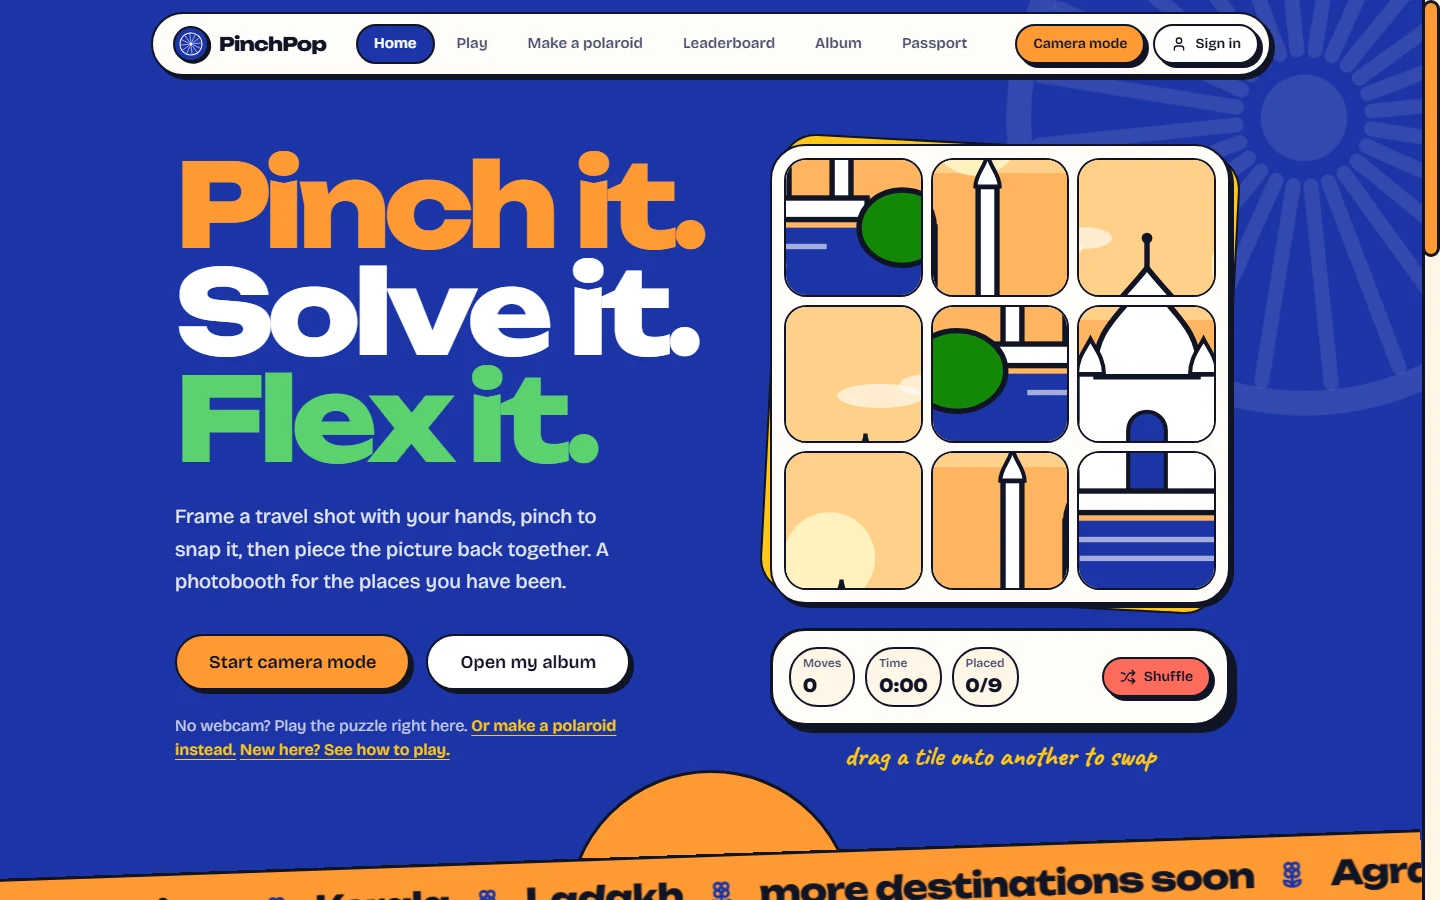 PinchPop
Home
Play
Make a polaroid
Leaderboard
Album
Passport
Camera mode
Sign in
Pinch it.
Solve it.
Flex it.
Frame a travel shot with your hands, pinch to
snap it, then piece the picture back together. A
photobooth for the places you have been.
Start camera mode
Open my album
No webcam? Play the puzzle right here. Or make a polaroid
instead. New here? See how to play.
Moves
0
Time
0:00
Placed
0/9
Shuffle
drag a tile onto another to swap
Kerala
Ladakh
more destinations soon